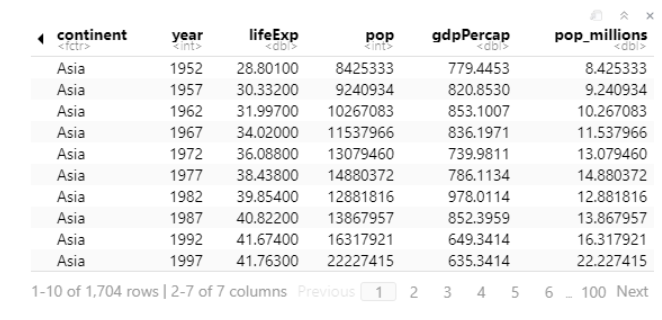 continent year lifeExp pop gdpPercap pop_millions
<fctr> <int> <dbl> <int> <dbl> <dbl>
Asia 1952 28.80100 8425333 779.4453 8.425333
Asia 1957 30.33200 9240934 820.8530 9.240934
Asia 1962 31.99700 10267083 853.1007 10.267083
Asia 1967 34.02000 11537966 836.1971 11.537966
Asia 1972 36.08800 13079460 739.9811 13.079460
Asia 1977 38.43800 14880372 786.1134 14.880372
Asia 1982 39.85400 12881816 978.0114 12.881816
Asia 1987 40.82200 13867957 852.3959 13.867957
Asia 1992 41.67400 16317921 649.3414 16.317921
Asia 1997 41.76300 22227415 635.3414 22.227415
1-10 of 1,704 rows | 2-7 of 7 columns Previous 1 2 3 4 5 6 ... 100 Next